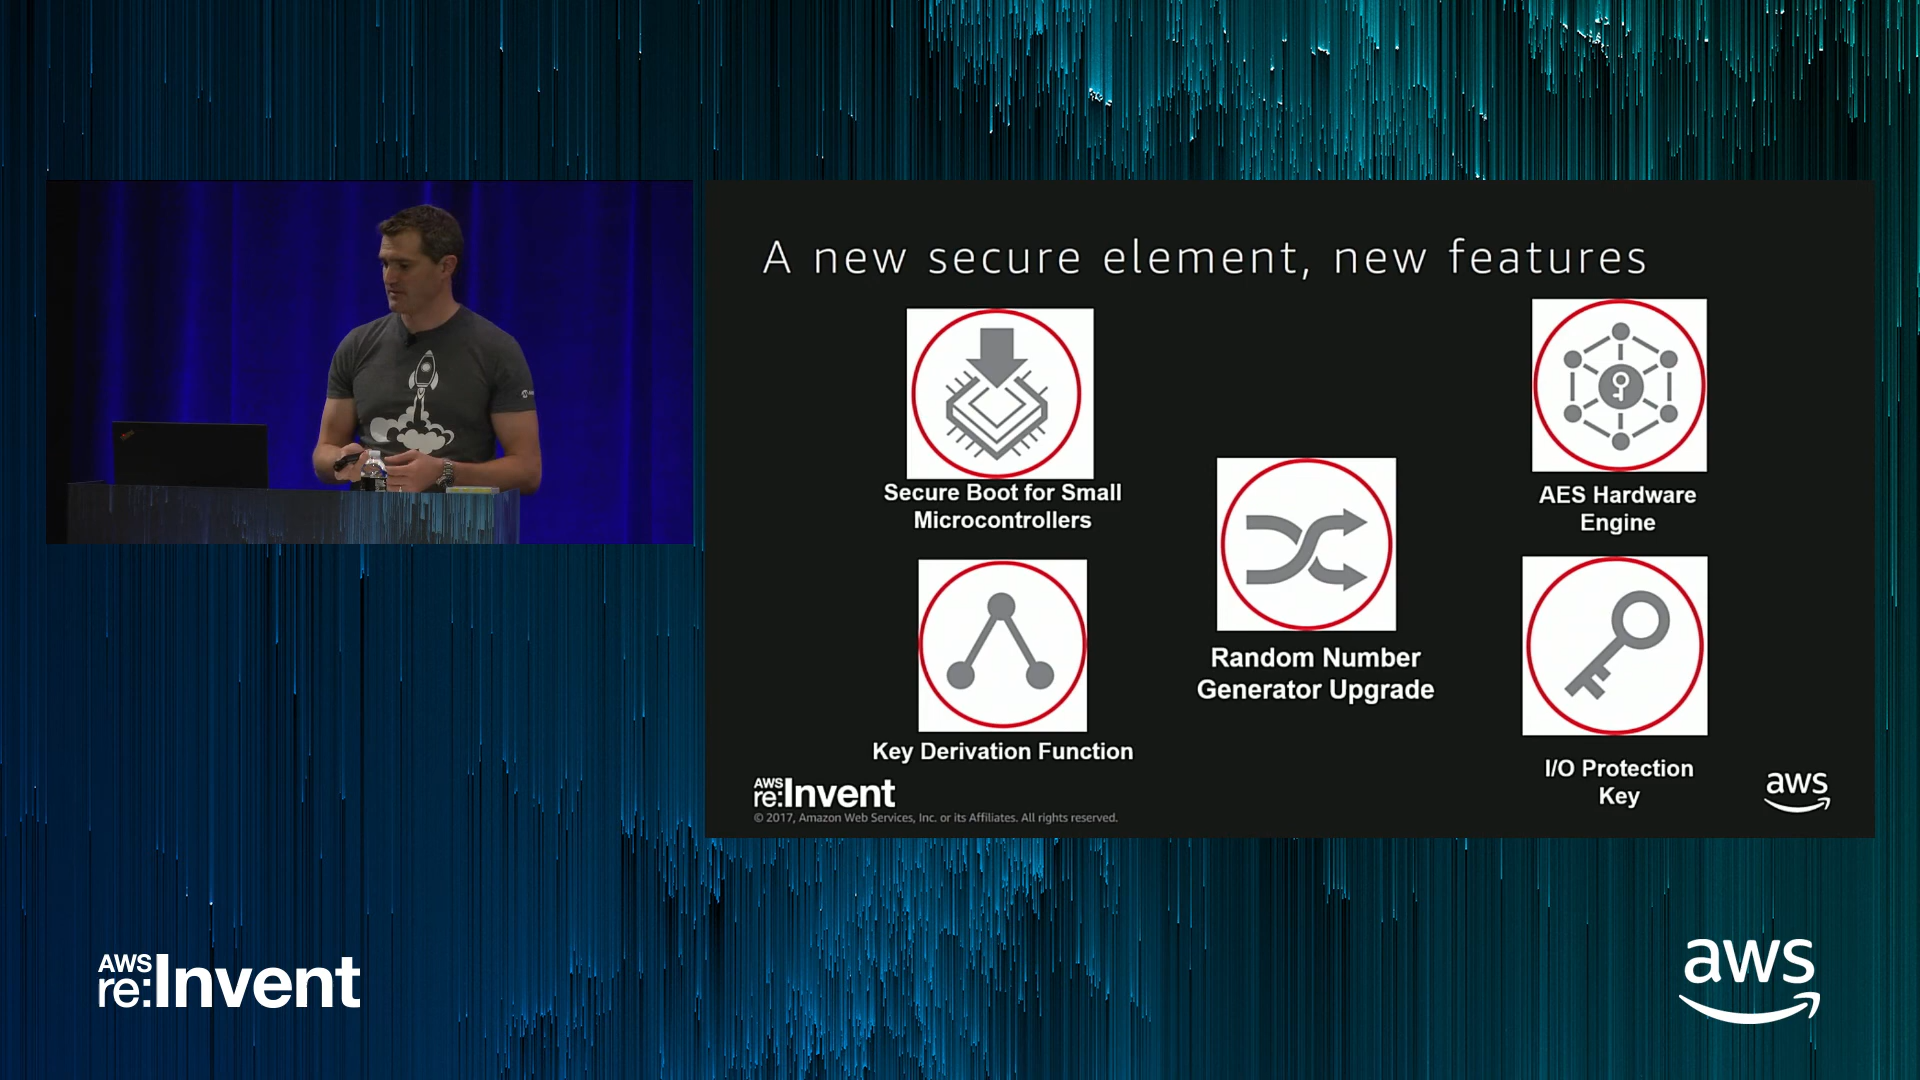 A new secure element, new features
Secure Boot for Small
Microcontrollers
AES Hardware
Engine
Random Number
Generator Upgrade
Key Derivation Function
I/O Protection
Key
AWS
re:Invent
© 2017, Amazon Web Services, Inc. or its Affiliates. All rights reserved.
aws
AWS
re:Invent
aws